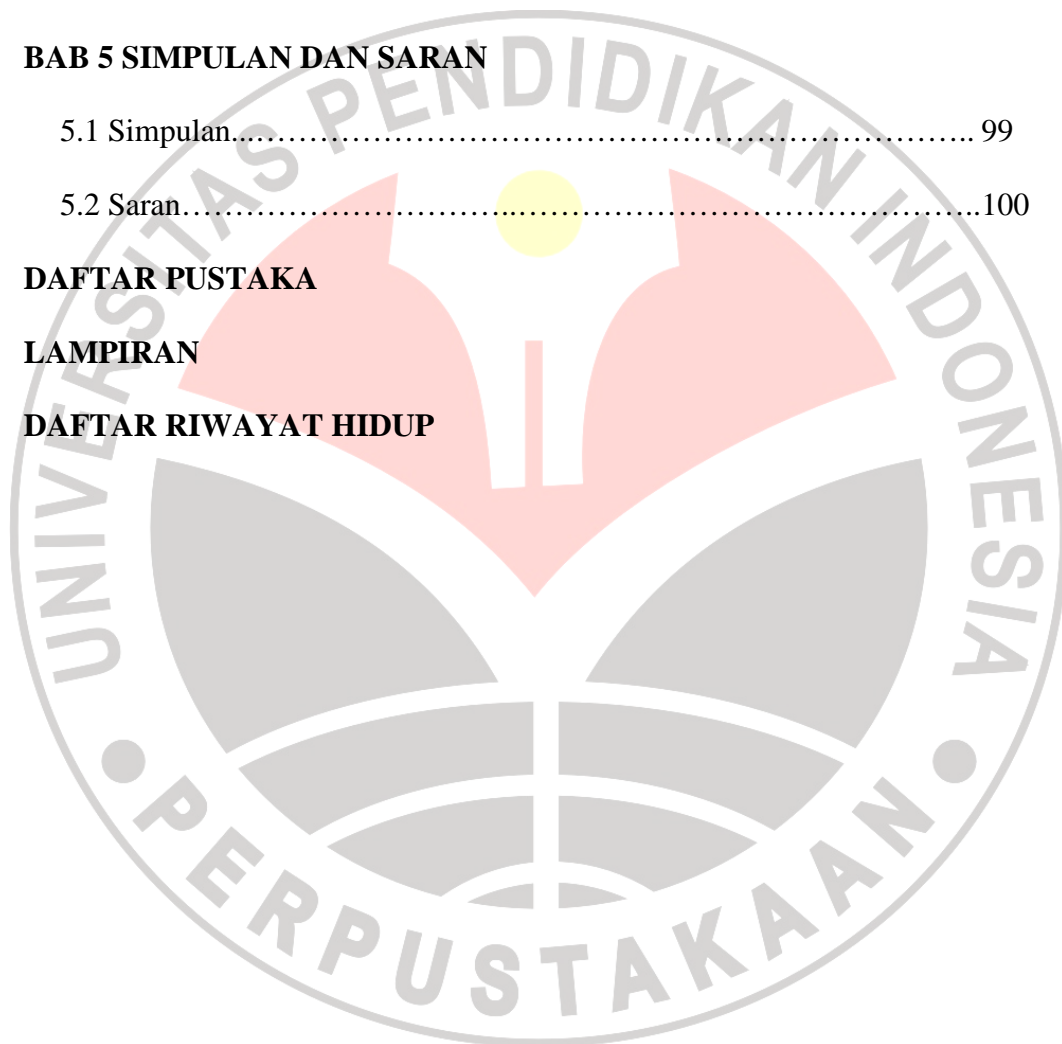 BAB 5 SIMPULAN DAN SARAN
5.1 Simpulan..……………………………………………………………….. 99
5.2 Saran…………………………..……………………………………….100
DAFTAR PUSTAKA
LAMPIRAN
DAFTAR RIWAYAT HIDUP
UNIVERSITAS PENDIDIKAN INDONESIA
PERPUSTAKAAN